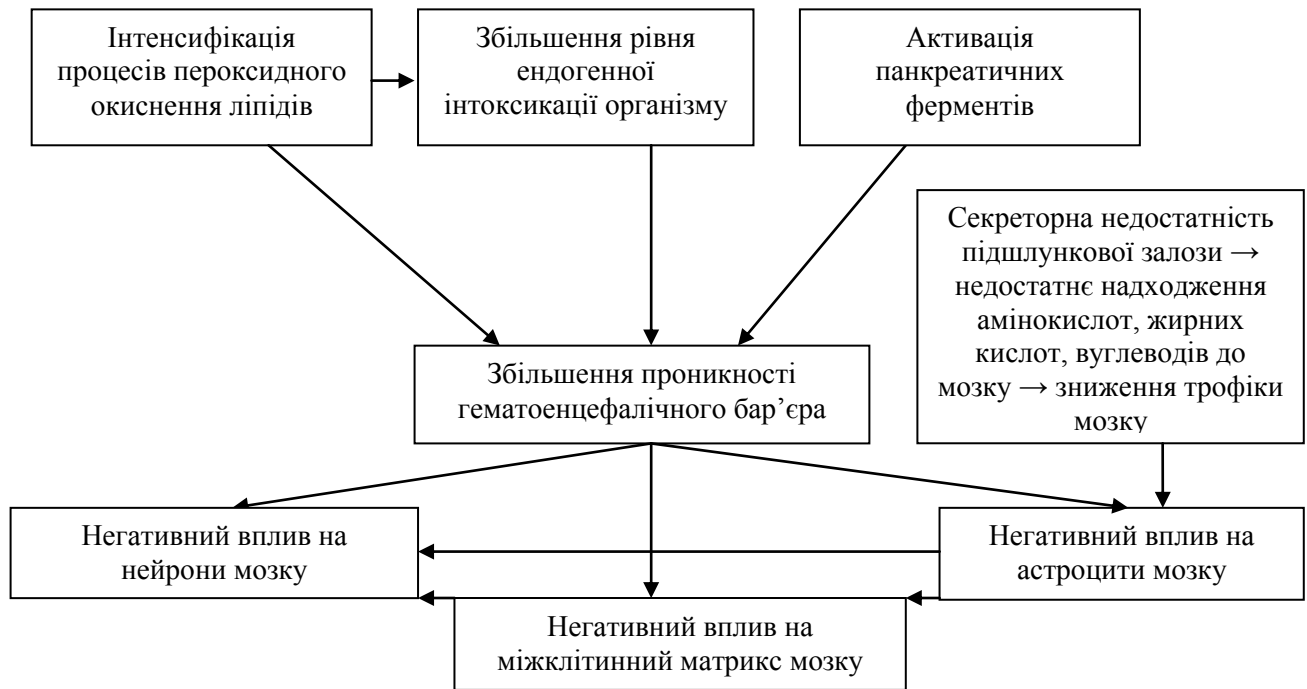 Інтенсифікація
процесів пероксидного
окиснення ліпідів
Збільшення рівня
ендогенної
інтоксикації організму
Активація
панкреатичних
ферментів
Секреторна недостатність
підшлункової залози →
недостатнє надходження
амінокислот, жирних
кислот, вуглеводів до
мозку → зниження трофіки
мозку
Збільшення проникності
гематоенцефалічного бар’єра
Негативний вплив на
нейрони мозку
Негативний вплив на
астроцити мозку
Негативний вплив на
міжклітинний матрикс мозку